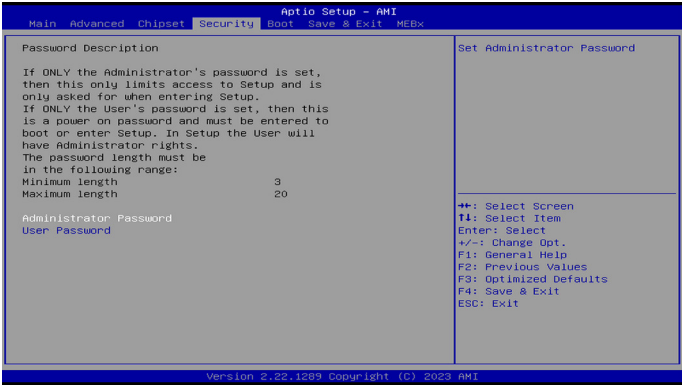 Aptio Setup – AMI
Main Advanced Chipset Security Boot Save & Exit MEBx
Password Description
If ONLY the Administrator's password is set,
then this only limits access to Setup and is
only asked for when entering Setup.
If ONLY the User's password is set, then this
is a power on password and must be entered to
boot or enter Setup. In Setup the User will
have Administrator rights.
The password length must be
in the following range:
Minimum length 3
Maximum length 20
Administrator Password
User Password
Set Administrator Password
→←: Select Screen
↑↓: Select Item
Enter: Select
+/-: Change Opt.
F1: General Help
F2: Previous Values
F3: Optimized Defaults
F4: Save & Exit
ESC: Exit
Version 2.22.1289 Copyright (C) 2023 AMI